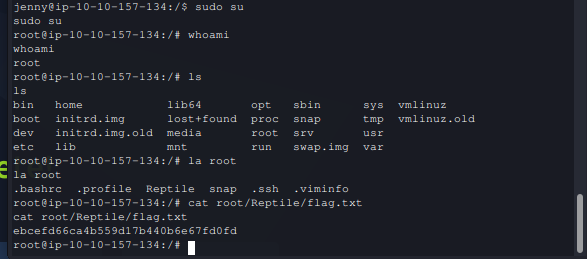 jenny@ip-10-10-157-134:/$ sudo su
sudo su
root@ip-10-10-157-134:/# whoami
whoami
root
root@ip-10-10-157-134:/# ls
ls
bin home lib64 opt sbin sys vmlinuz
boot initrd.img lost+found proc snap tmp vmlinuz.old
dev initrd.img.old media root srv usr
etc lib mnt run swap.img var
root@ip-10-10-157-134:/# la root
la root
.bashrc .profile Reptile snap .ssh .viminfo
root@ip-10-10-157-134:/# cat root/Reptile/flag.txt
cat root/Reptile/flag.txt
ebcefd66ca4b559d17b440b6e67fd0fd
root@ip-10-10-157-134:/#